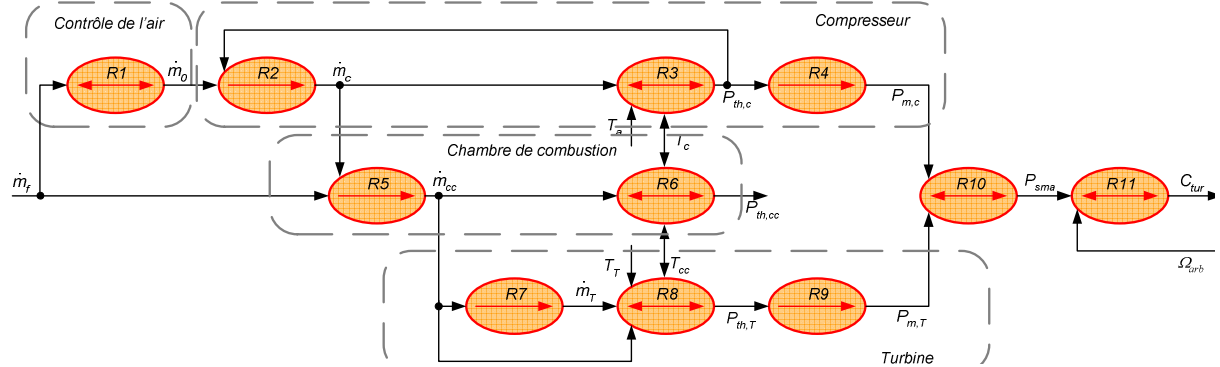 Contrôle de l'air
Compresseur
R1
ṁ0
R2
ṁc
R3
R4
Pth,c
Pm,c
Ta
Tc
Chambre de combustion
ṁf
R5
ṁcc
R6
Pth,cc
R10
Psma
R11
Ctur
Ωarb
TT
Tcc
R7
ṁT
R8
R9
Pth,T
Pm,T
Turbine